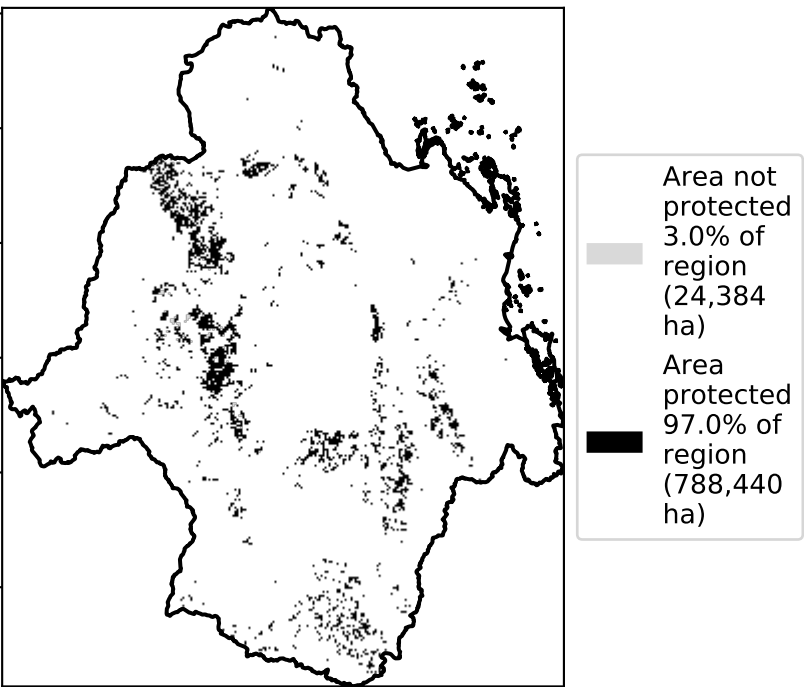 Area not
protected
3.0% of
region
(24,384
ha)
Area
protected
97.0% of
region
(788,440
ha)